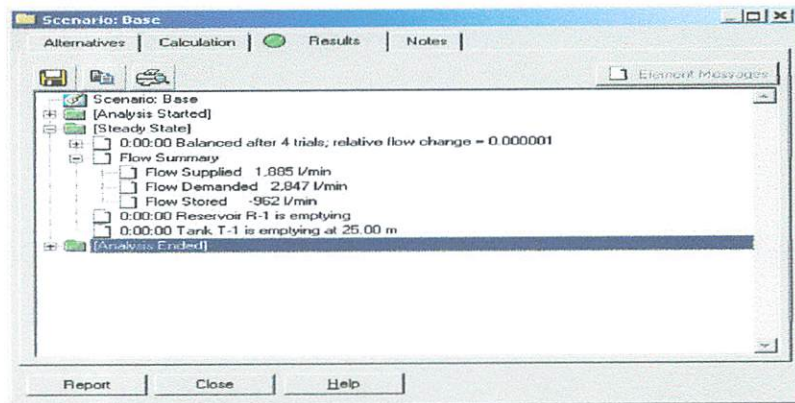 Scenario: Base
Alternatives Calculation Results Notes
Element Messages
Scenario: Base
[Analysis Started]
[Steady State]
0:00:00 Balanced after 4 trials; relative flow change = 0.000001
Flow Summary
Flow Supplied 1,885 l/min
Flow Demanded 2,847 l/min
Flow Stored -962 l/min
0:00:00 Reservoir R-1 is emptying
0:00:00 Tank T-1 is emptying at 25.00 m
[Analysis Ended]
Report Close Help